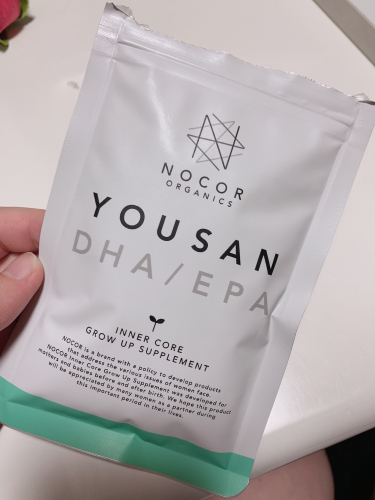 NOCOR
ORGANICS
YOUSAN
DHA/EPA
INNER CORE
GROW UP SUPPLEMENT
NOCOR is a brand with a policy to develop products
that address the various issues of women face.
NOCOR Inner Core Grow Up Supplement was developed for
mothers and babies before and after birth. We hope this product
will be appreciated by many women as a partner during
this important period in their lives.